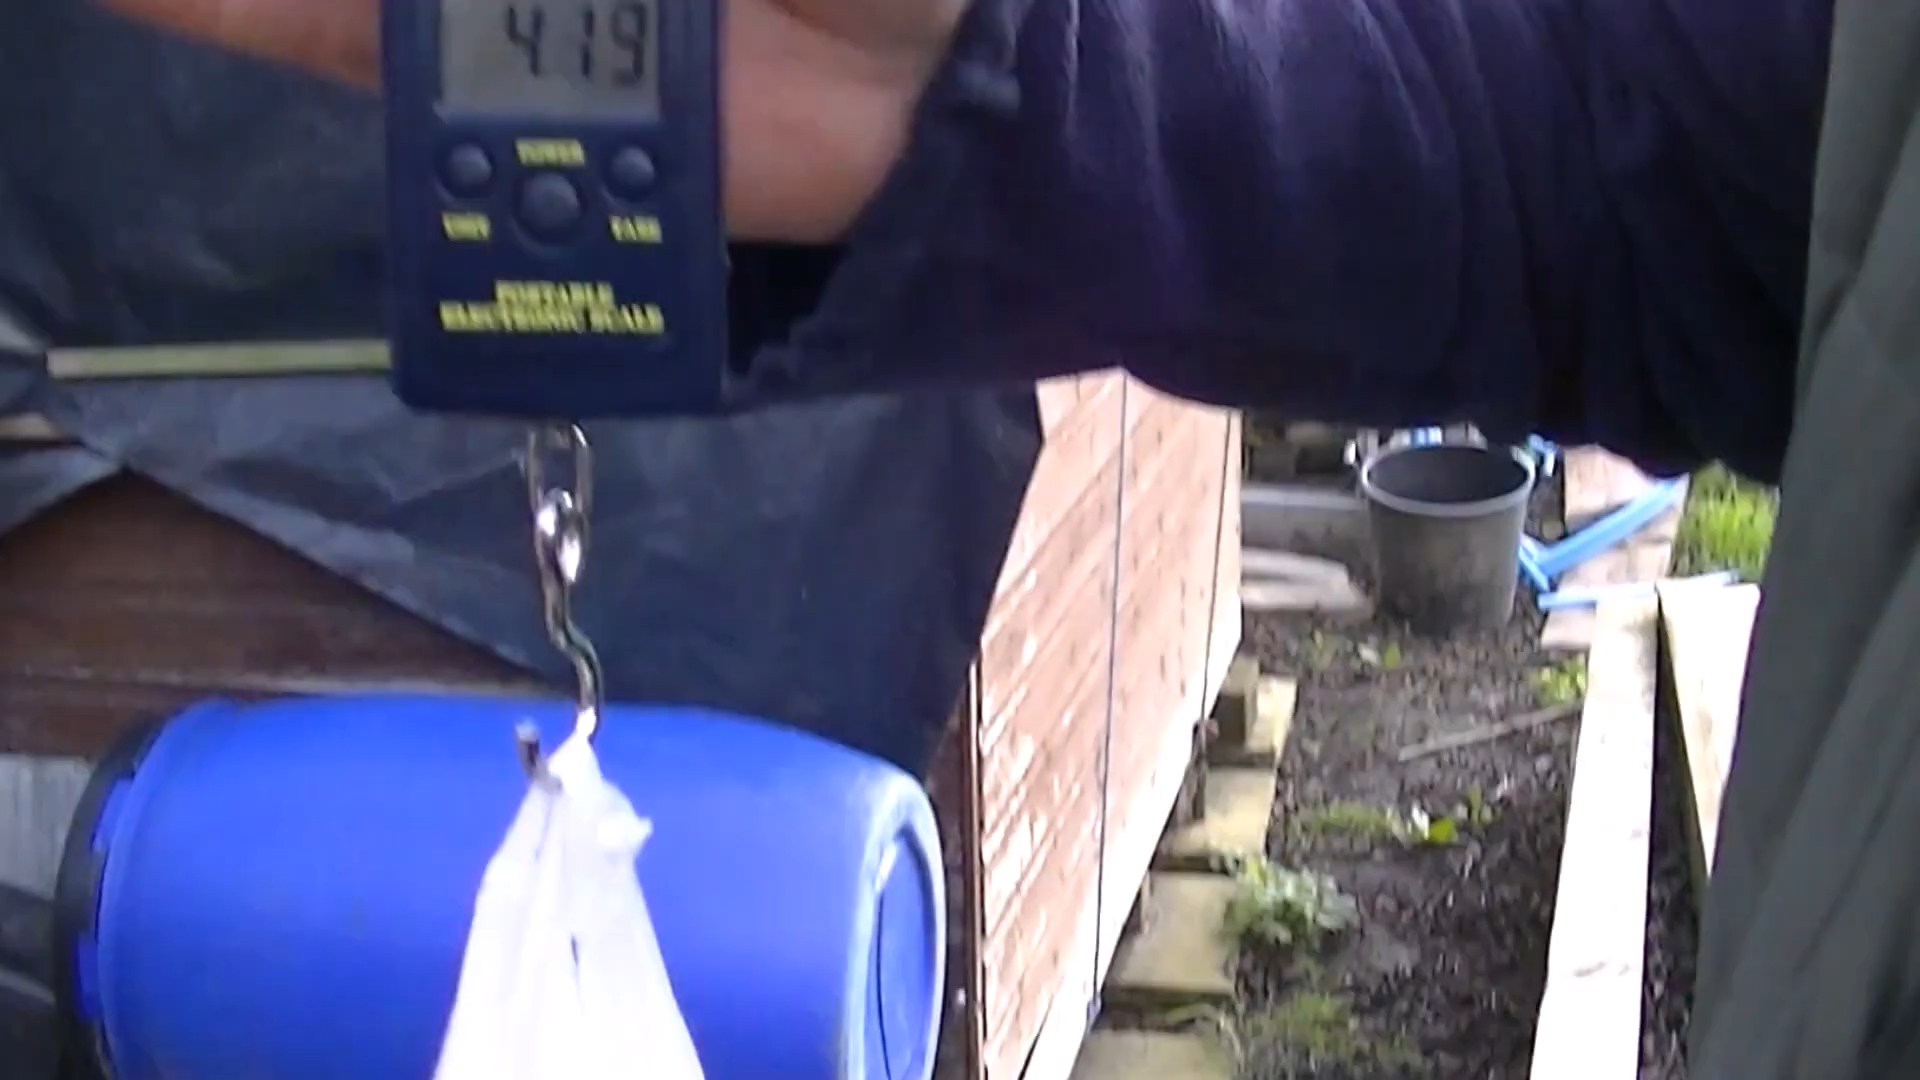 4.19
POWER
UNIT TARE
PORTABLE
ELECTRONIC SCALE